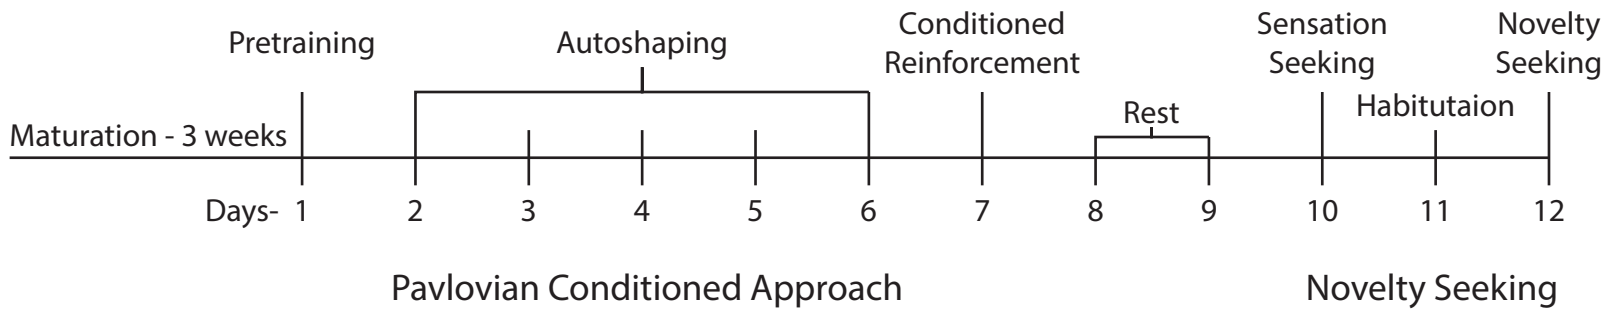 Pretraining
Autoshaping
Conditioned
Reinforcement
Rest
Sensation
Seeking
Habitutaion
Novelty
Seeking
Maturation - 3 weeks
Days- 1 2 3 4 5 6 7 8 9 10 11 12
Pavlovian Conditioned Approach
Novelty Seeking